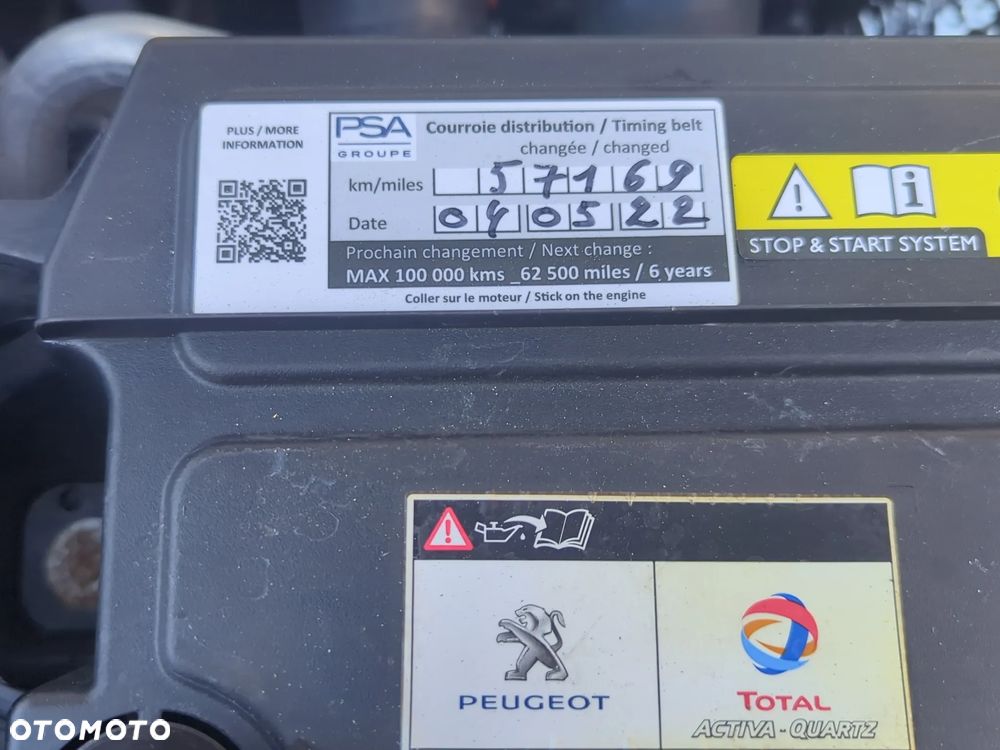 PLUS / MORE
INFORMATION
PSA
GROUPE
Courroie distribution / Timing belt
changée / changed
km/miles 57169
Date 040522
Prochain changement / Next change :
MAX 100 000 kms _62 500 miles / 6 years
Coller sur le moteur / Stick on the engine
STOP & START SYSTEM
PEUGEOT
TOTAL
ACTIVA - QUARTZ
OTOMOTO